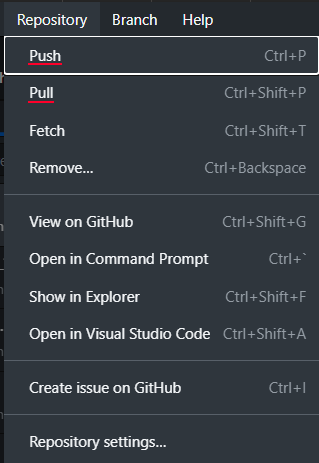 Repository Branch Help
Push Ctrl+P
Pull Ctrl+Shift+P
Fetch Ctrl+Shift+T
Remove... Ctrl+Backspace
View on GitHub Ctrl+Shift+G
Open in Command Prompt Ctrl+`
Show in Explorer Ctrl+Shift+F
Open in Visual Studio Code Ctrl+Shift+A
Create issue on GitHub Ctrl+I
Repository settings...